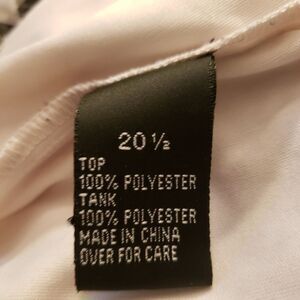 20 ½
TOP
100% POLYESTER
TANK
100% POLYESTER
MADE IN CHINA
OVER FOR CARE